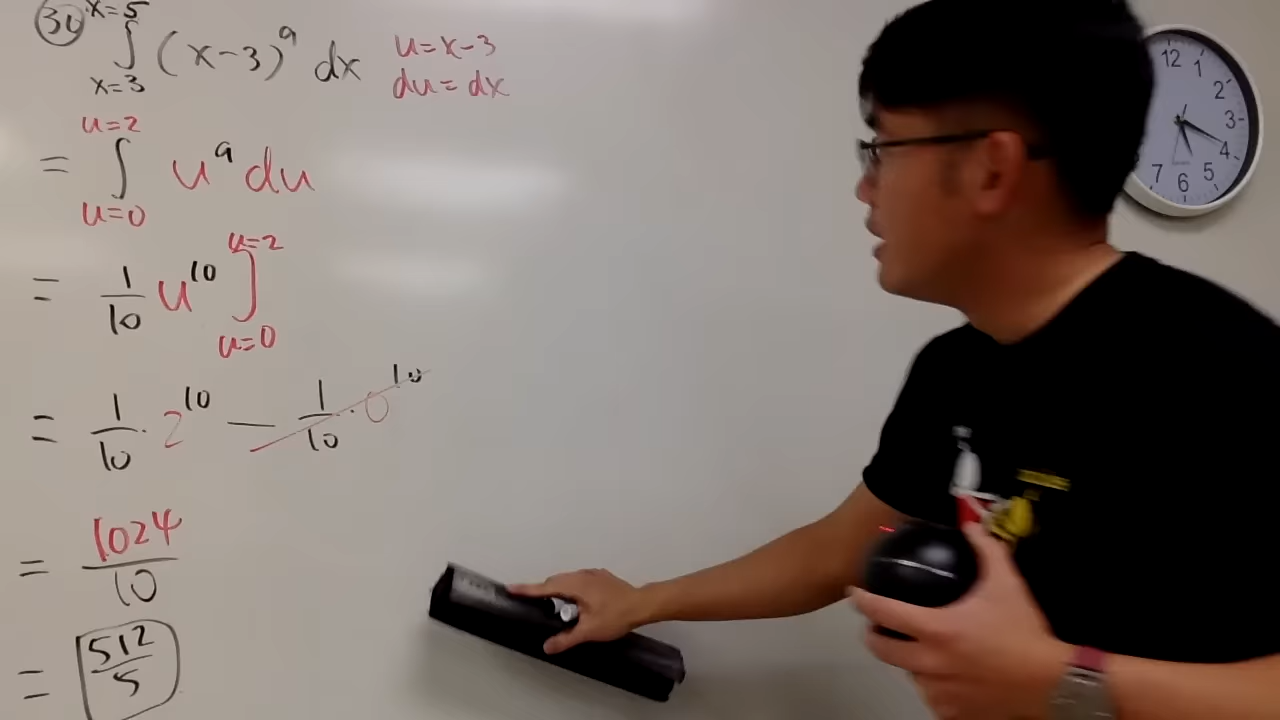 30 x=5 ∫ x=3 (x-3)^9 dx u=x-3
du=dx
= u=2 ∫ u=0 u^9 du
= 1/10 u^10 ] u=2 u=0
= 1/10 · 2^10 — 1/10 · 0^10
= 1024/10
= 512/5
12 1 2 3 4 5 6 7